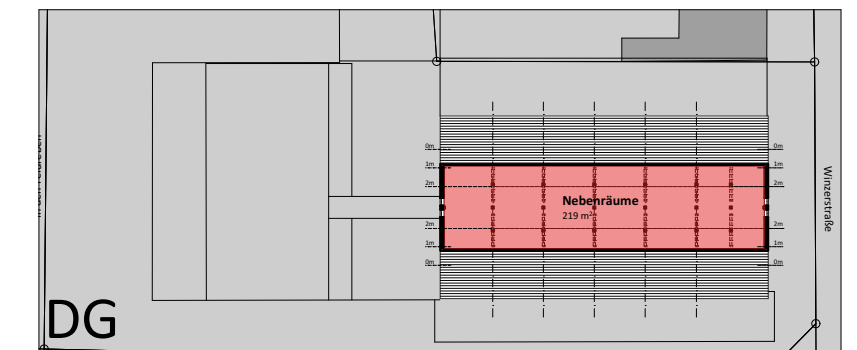 0m 0m
1m 1m
2m 2m
Nebenräume
219 m²
2m 2m
1m 1m
0m 0m
Winzerstraße
DG